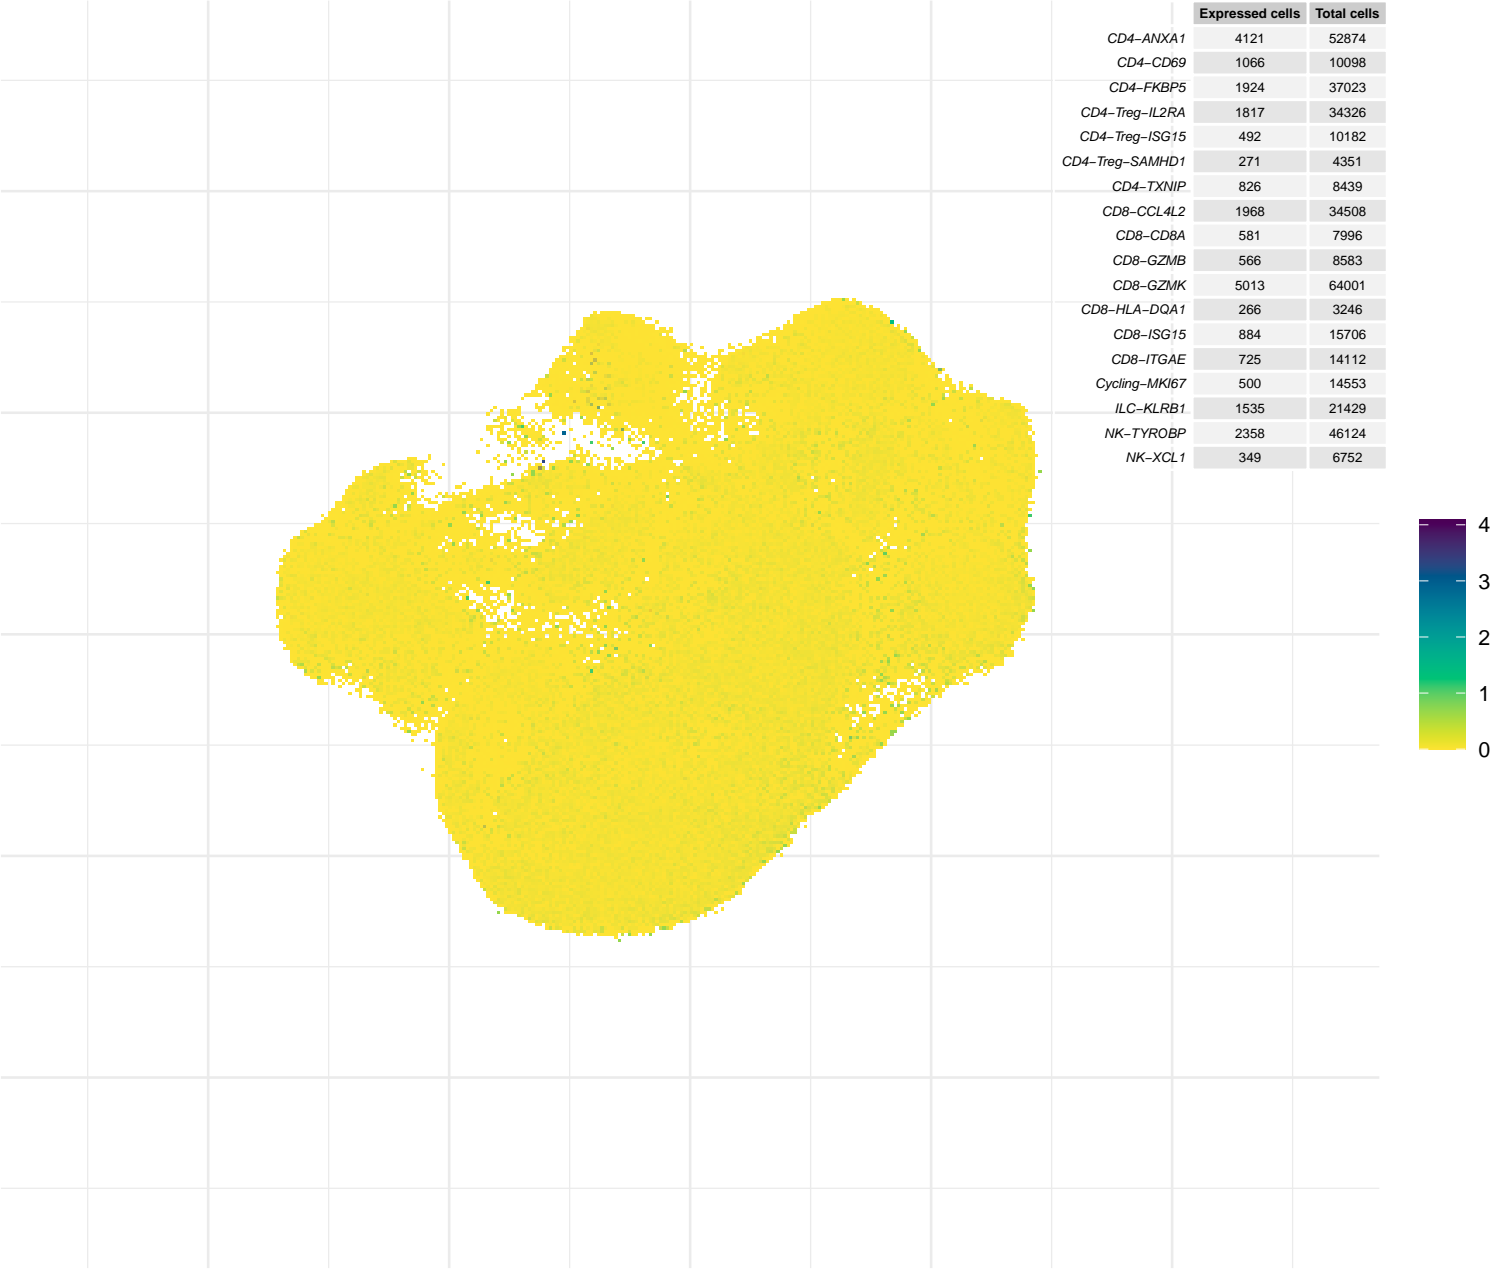 Expressed cells Total cells
CD4−ANXA1 4121 52874
CD4−CD69 1066 10098
CD4−FKBP5 1924 37023
CD4−Treg−IL2RA 1817 34326
CD4−Treg−ISG15 492 10182
CD4−Treg−SAMHD1 271 4351
CD4−TXNIP 826 8439
CD8−CCL4L2 1968 34508
CD8−CD8A 581 7996
CD8−GZMB 566 8583
CD8−GZMK 5013 64001
CD8−HLA−DQA1 266 3246
CD8−ISG15 884 15706
CD8−ITGAE 725 14112
Cycling−MKI67 500 14553
ILC−KLRB1 1535 21429
NK−TYROBP 2358 46124
NK−XCL1 349 6752
4
3
2
1
0